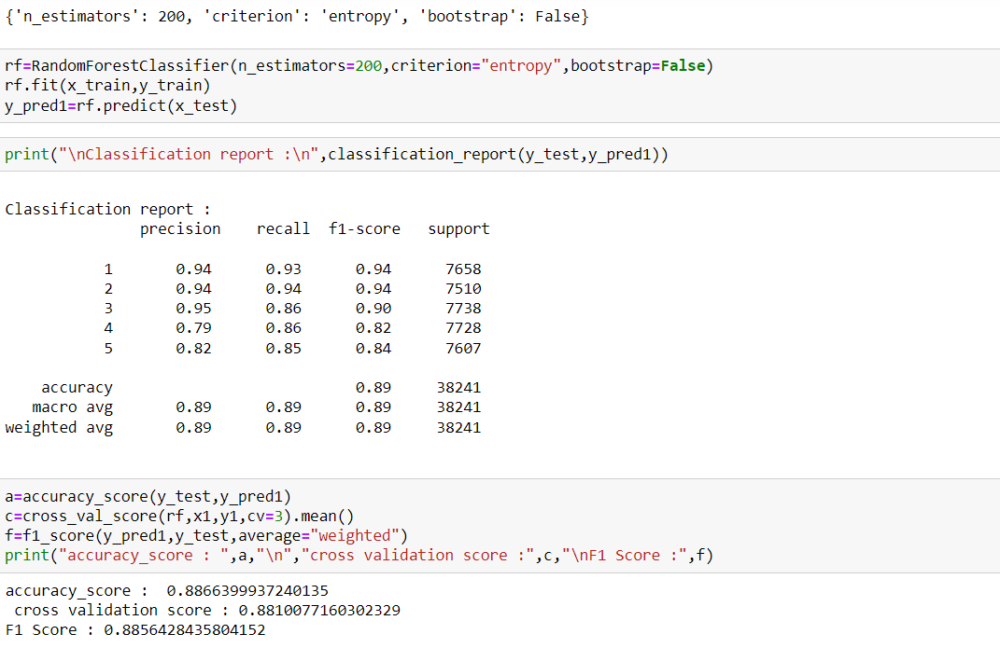 {'n_estimators': 200, 'criterion': 'entropy', 'bootstrap': False}
rf=RandomForestClassifier(n_estimators=200,criterion="entropy",bootstrap=False)
rf.fit(x_train,y_train)
y_pred1=rf.predict(x_test)
print("\nClassification report :\n",classification_report(y_test,y_pred1))
Classification report :
precision recall f1-score support
1 0.94 0.93 0.94 7658
2 0.94 0.94 0.94 7510
3 0.95 0.86 0.90 7738
4 0.79 0.86 0.82 7728
5 0.82 0.85 0.84 7607
accuracy 0.89 38241
macro avg 0.89 0.89 0.89 38241
weighted avg 0.89 0.89 0.89 38241
a=accuracy_score(y_test,y_pred1)
c=cross_val_score(rf,x1,y1,cv=3).mean()
f=f1_score(y_pred1,y_test,average="weighted")
print("accuracy_score : ",a,"\n","cross validation score :",c,"\nF1 Score :",f)
accuracy_score :  0.8866399937240135
cross validation score : 0.8810077160302329
F1 Score : 0.8856428435804152